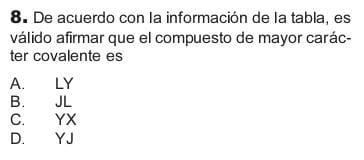 8. De acuerdo con la información de la tabla, es
válido afirmar que el compuesto de mayor carác-
ter covalente es
A. LY
B. JL
C. YX
D. YJ